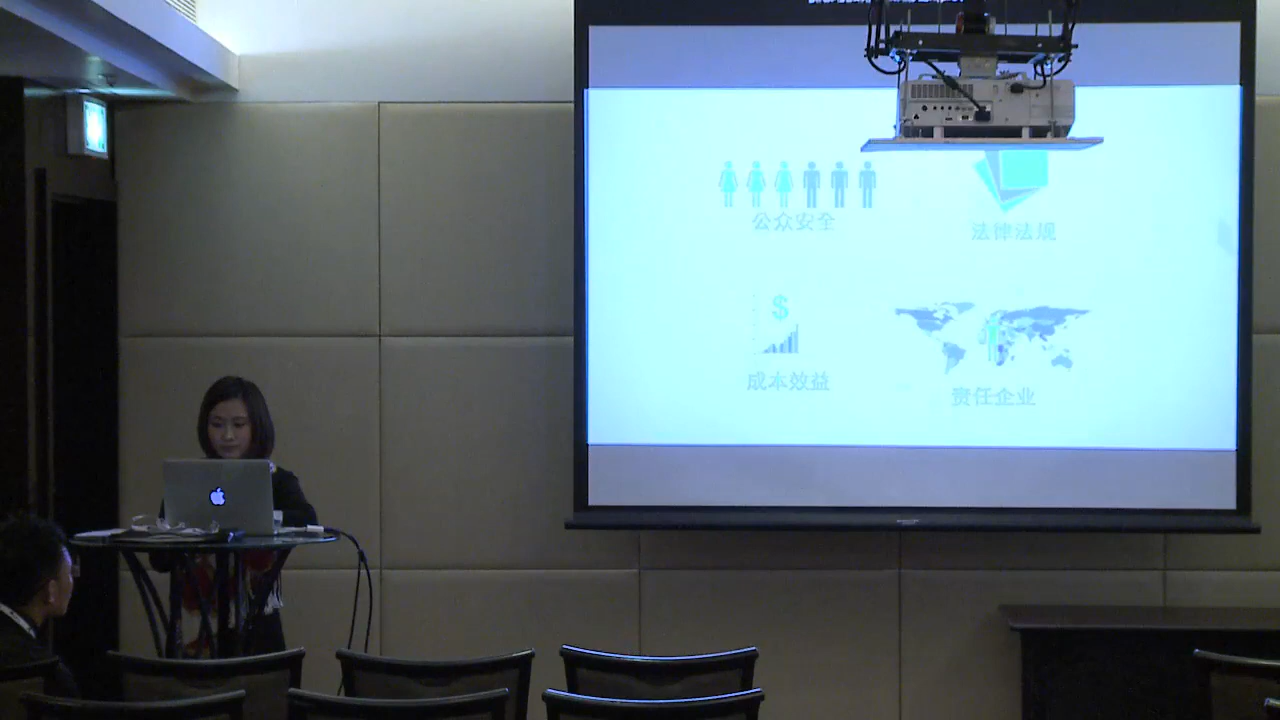 公众安全
法律法规
$
成本效益
责任企业